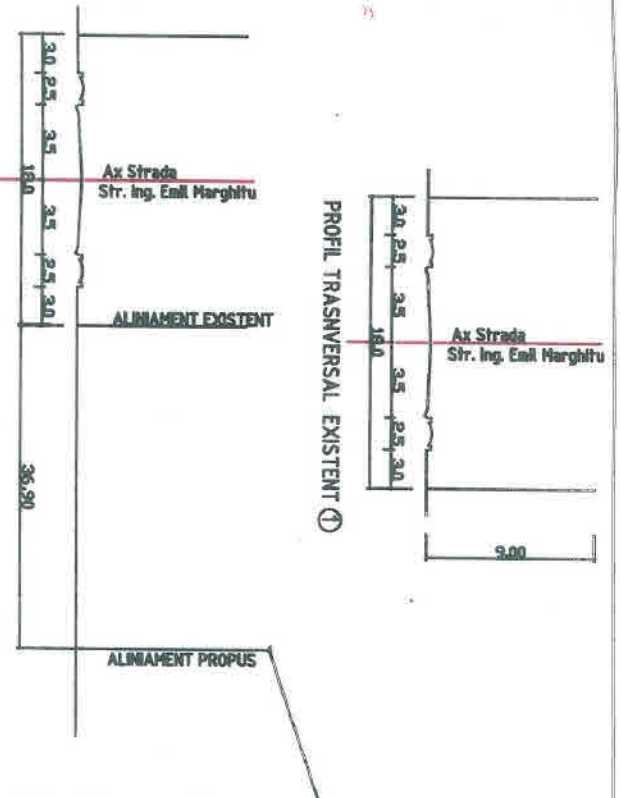 3.0 2.5 3.5 3.5 2.5 3.0
18.0
Ax Strada
Str. Ing. Emil Marghitu
ALINIAMENT EXISTENT
36.90
ALINIAMENT PROPUS
PROFIL TRASNVERSAL EXISTENT 1
3.0 2.5 3.5 3.5 2.5 3.0
18.0
Ax Strada
Str. Ing. Emil Marghitu
9.00